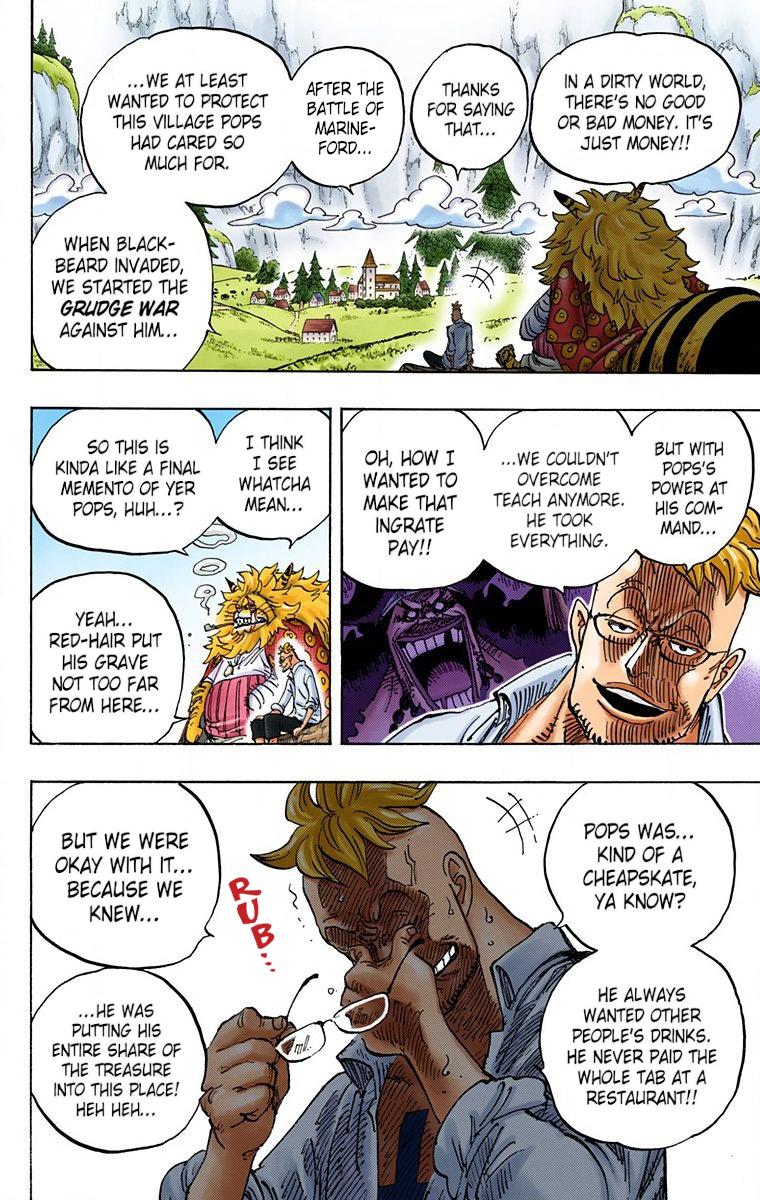 IN A DIRTY WORLD,
THERE'S NO GOOD
OR BAD MONEY. IT'S
JUST MONEY!!
THANKS
FOR SAYING
THAT...
AFTER THE
BATTLE OF
MARINE-
FORD...
...WE AT LEAST
WANTED TO PROTECT
THIS VILLAGE POPS
HAD CARED SO
MUCH FOR.
WHEN BLACK-
BEARD INVADED,
WE STARTED THE
GRUDGE WAR
AGAINST HIM...
BUT WITH
POPS'S
POWER AT
HIS COM-
MAND...
...WE COULDN'T
OVERCOME
TEACH ANYMORE.
HE TOOK
EVERYTHING.
OH, HOW I
WANTED TO
MAKE THAT
INGRATE
PAY!!
I THINK
I SEE
WHATCHA
MEAN...
SO THIS IS
KINDA LIKE A FINAL
MEMENTO OF YER
POPS, HUH...?
YEAH...
RED-HAIR PUT
HIS GRAVE
NOT TOO FAR
FROM HERE...
POPS WAS...
KIND OF A
CHEAPSKATE,
YA KNOW?
HE ALWAYS
WANTED OTHER
PEOPLE'S DRINKS.
HE NEVER PAID THE
WHOLE TAB AT A
RESTAURANT!!
RUB...
BUT WE WERE
OKAY WITH IT...
BECAUSE WE
KNEW...
...HE WAS
PUTTING HIS
ENTIRE SHARE OF
THE TREASURE
INTO THIS PLACE!
HEH HEH...